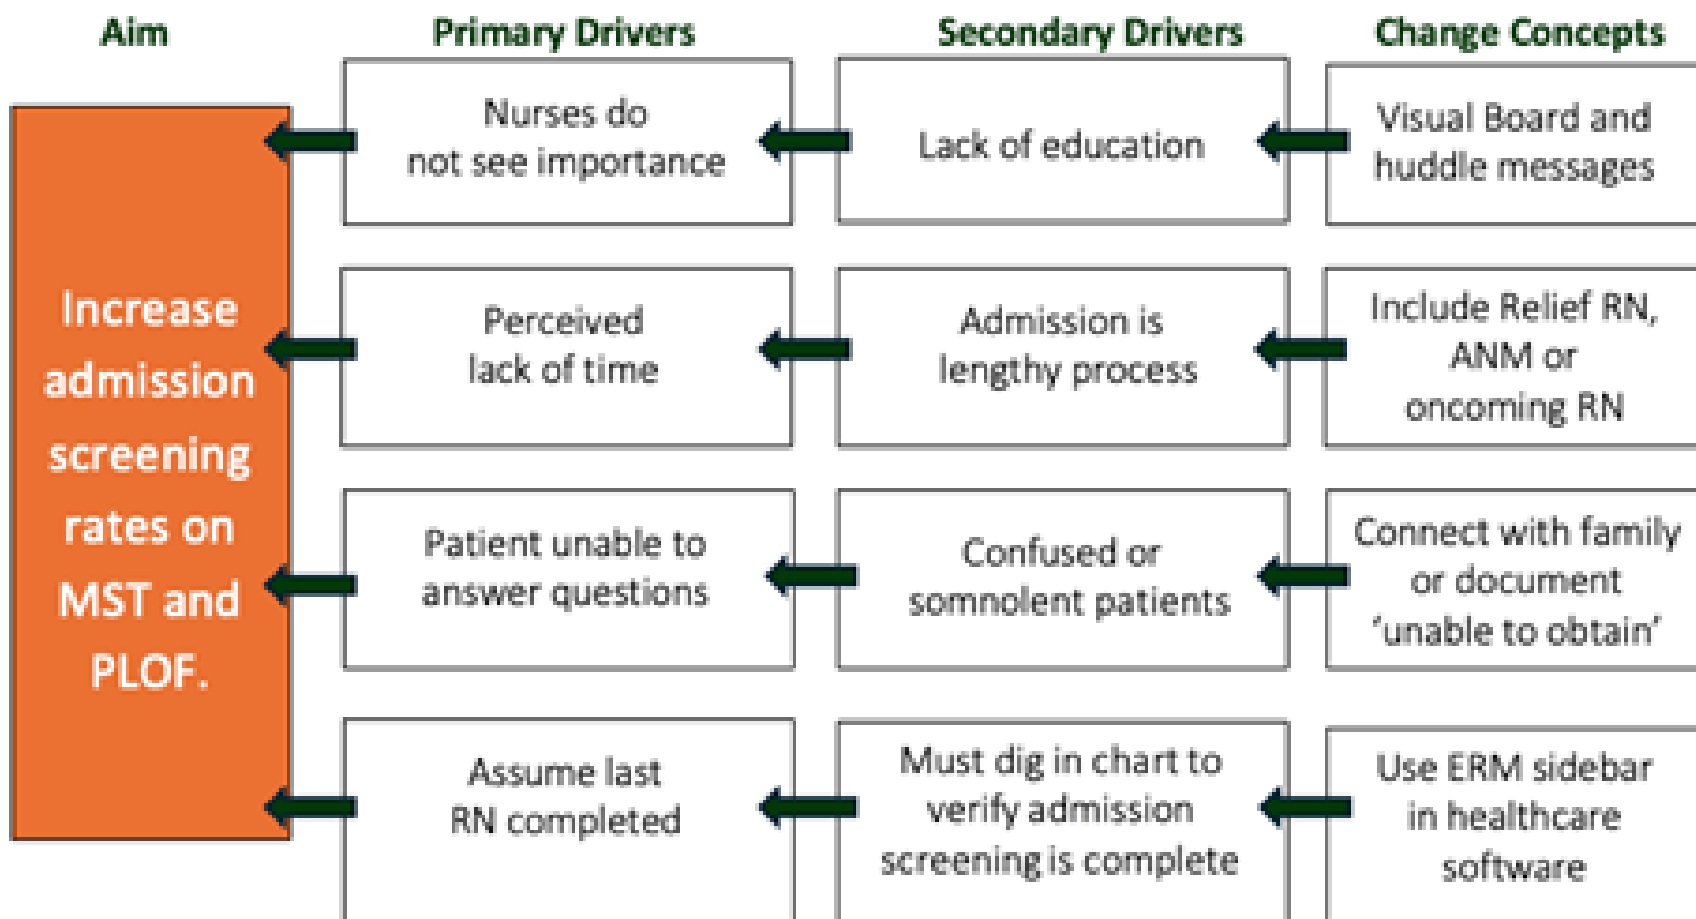 Aim
Primary Drivers
Secondary Drivers
Change Concepts
Increase
admission
screening
rates on
MST and
PLOF.
Nurses do
not see importance
Lack of education
Visual Board and
huddle messages
Perceived
lack of time
Admission is
lengthy process
Include Relief RN,
ANM or
oncoming RN
Patient unable to
answer questions
Confused or
somnolent patients
Connect with family
or document
‘unable to obtain’
Assume last
RN completed
Must dig in chart to
verify admission
screening is complete
Use ERM sidebar
in healthcare
software